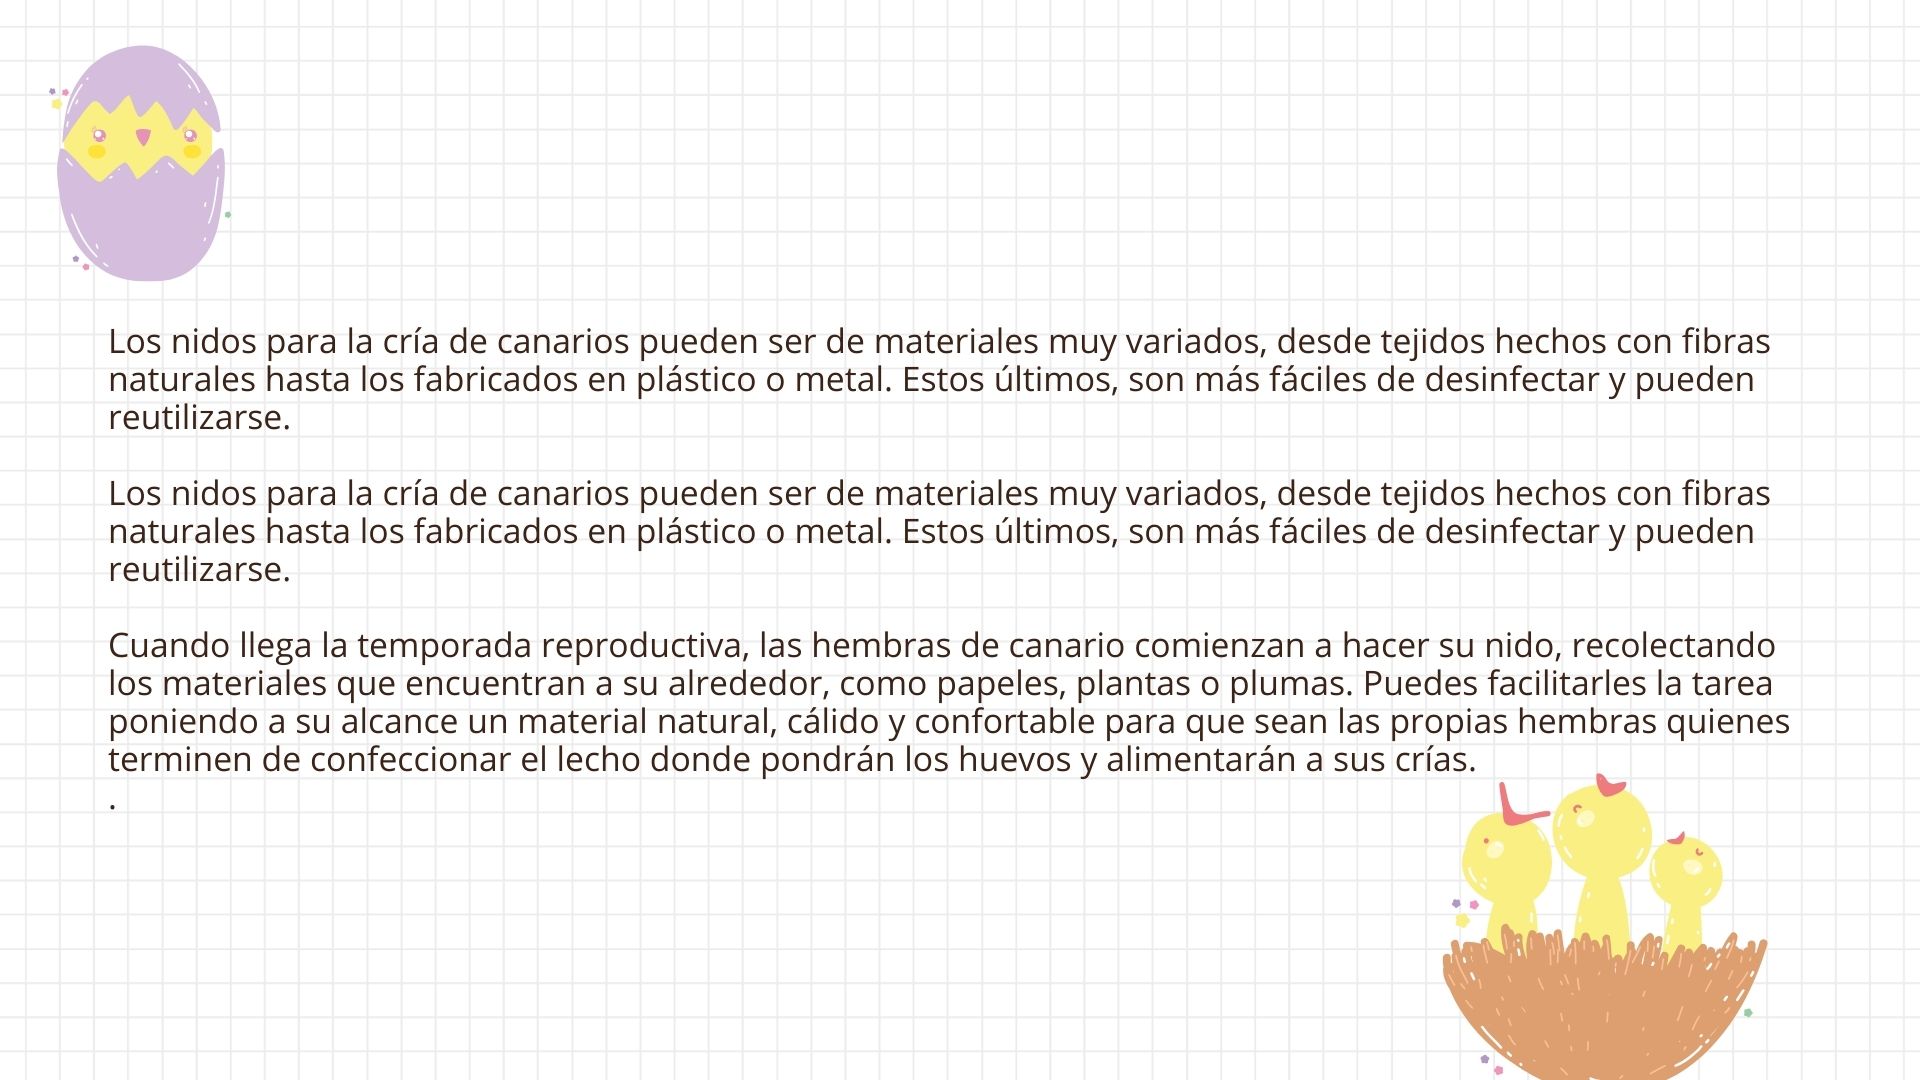 Los nidos para la cría de canarios pueden ser de materiales muy variados, desde tejidos hechos con fibras
naturales hasta los fabricados en plástico o metal. Estos últimos, son más fáciles de desinfectar y pueden
reutilizarse.
Los nidos para la cría de canarios pueden ser de materiales muy variados, desde tejidos hechos con fibras
naturales hasta los fabricados en plástico o metal. Estos últimos, son más fáciles de desinfectar y pueden
reutilizarse.
Cuando llega la temporada reproductiva, las hembras de canario comienzan a hacer su nido, recolectando
los materiales que encuentran a su alrededor, como papeles, plantas o plumas. Puedes facilitarles la tarea
poniendo a su alcance un material natural, cálido y confortable para que sean las propias hembras quienes
terminen de confeccionar el lecho donde pondrán los huevos y alimentarán a sus crías.
.